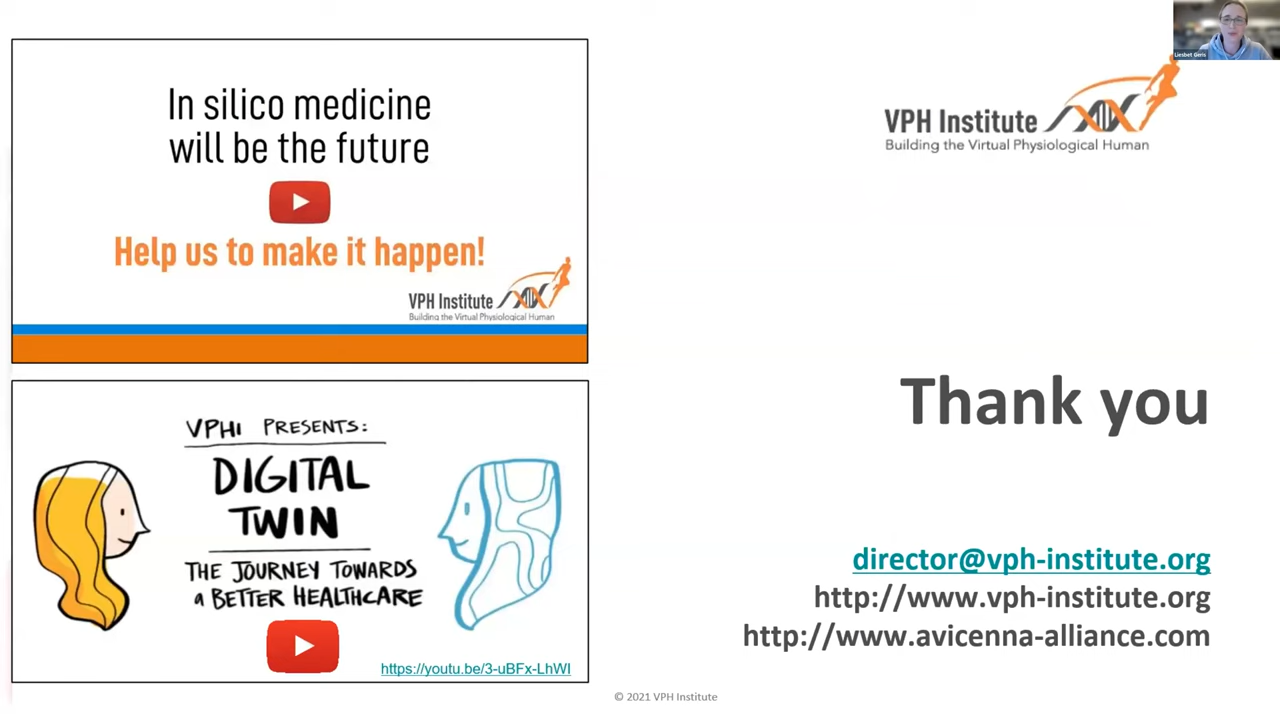 In silico medicine
will be the future
Help us to make it happen!
VPH Institute
Building the Virtual Physiological Human
VPHI PRESENTS:
DIGITAL
TWIN
THE JOURNEY TOWARDS
a BETTER HEALTHCARE
https://youtu.be/3-uBFx-LhWI
Liesbet Geris
VPH Institute
Building the Virtual Physiological Human
Thank you
director@vph-institute.org
http://www.vph-institute.org
http://www.avicenna-alliance.com
© 2021 VPH Institute